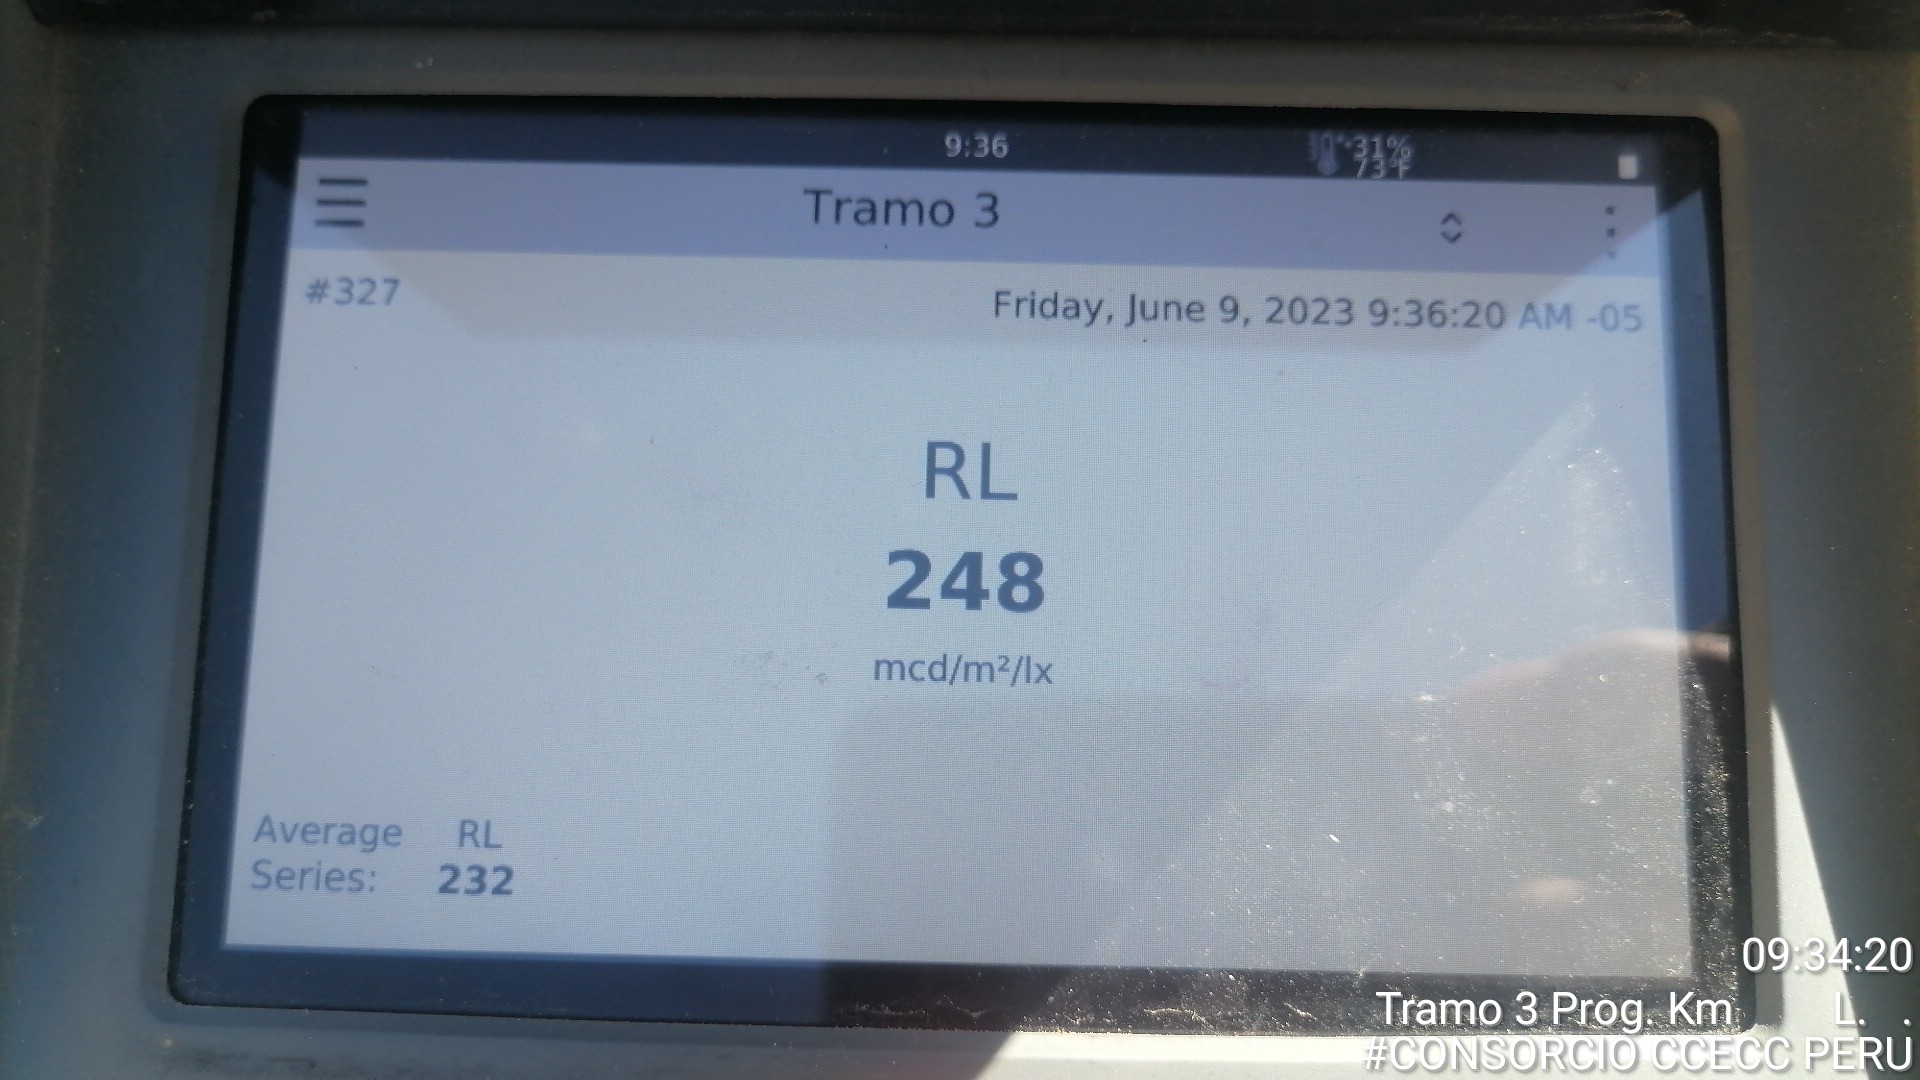 9:36
31%
73°F
Tramo 3
#327
Friday, June 9, 2023 9:36:20 AM -05
RL
248
mcd/m²/lx
Average RL
Series: 232
09:34:20
Tramo 3 Prog. Km L. .
#CONSORCIO CCECC PERU